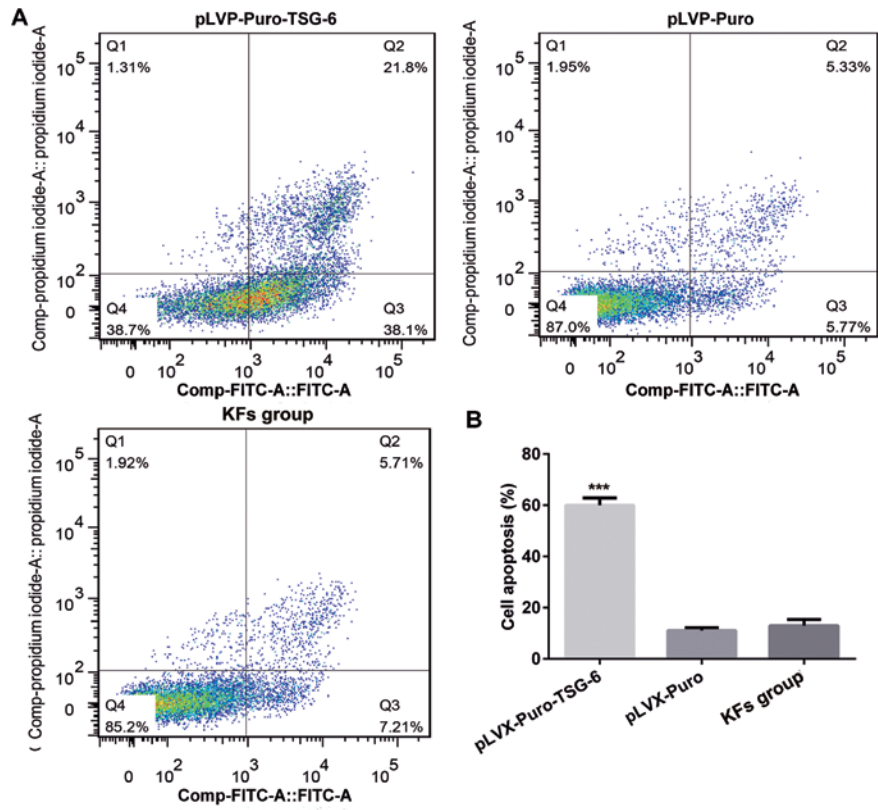 A
pLVP-Puro-TSG-6
Comp-propidium iodide-A:: propidium iodide-A
Q1
1.31%
Q2
21.8%
Q4
38.7%
Q3
38.1%
10^5
10^4
10^3
10^2
0
0 10^2 10^3 10^4 10^5
Comp-FITC-A::FITC-A
pLVP-Puro
Comp-propidium iodide-A:: propidium iodide-A
Q1
1.95%
Q2
5.33%
Q4
87.0%
Q3
5.77%
10^5
10^4
10^3
10^2
0
0 10^2 10^3 10^4 10^5
Comp-FITC-A::FITC-A
KFs group
( Comp-propidium iodide-A:: propidium iodide-A
Q1
1.92%
Q2
5.71%
Q4
85.2%
Q3
7.21%
10^5
10^4
10^3
10^2
0
0 10^2 10^3 10^4 10^5
Comp-FITC-A::FITC-A
B
Cell apoptosis (%)
80
60
40
20
0
***
pLVX-Puro-TSG-6
pLVX-Puro
KFs group